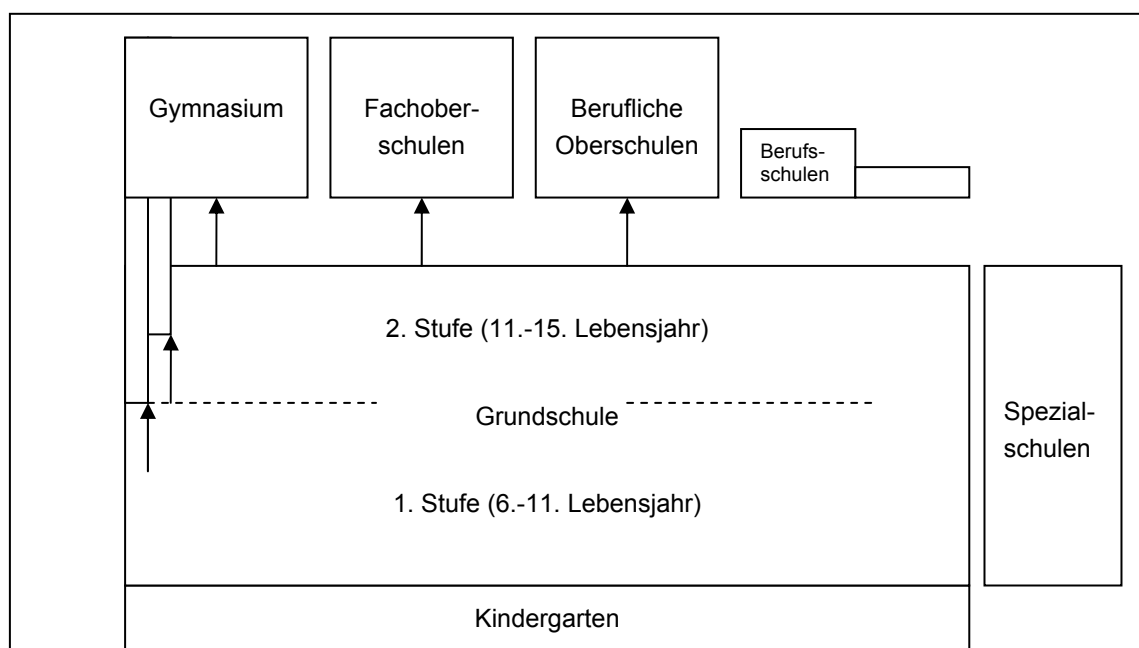 Gymnasium
Fachober-
schulen
Berufliche
Oberschulen
Berufs-
schulen
2. Stufe (11.-15. Lebensjahr)
Grundschule
1. Stufe (6.-11. Lebensjahr)
Spezial-
schulen
Kindergarten